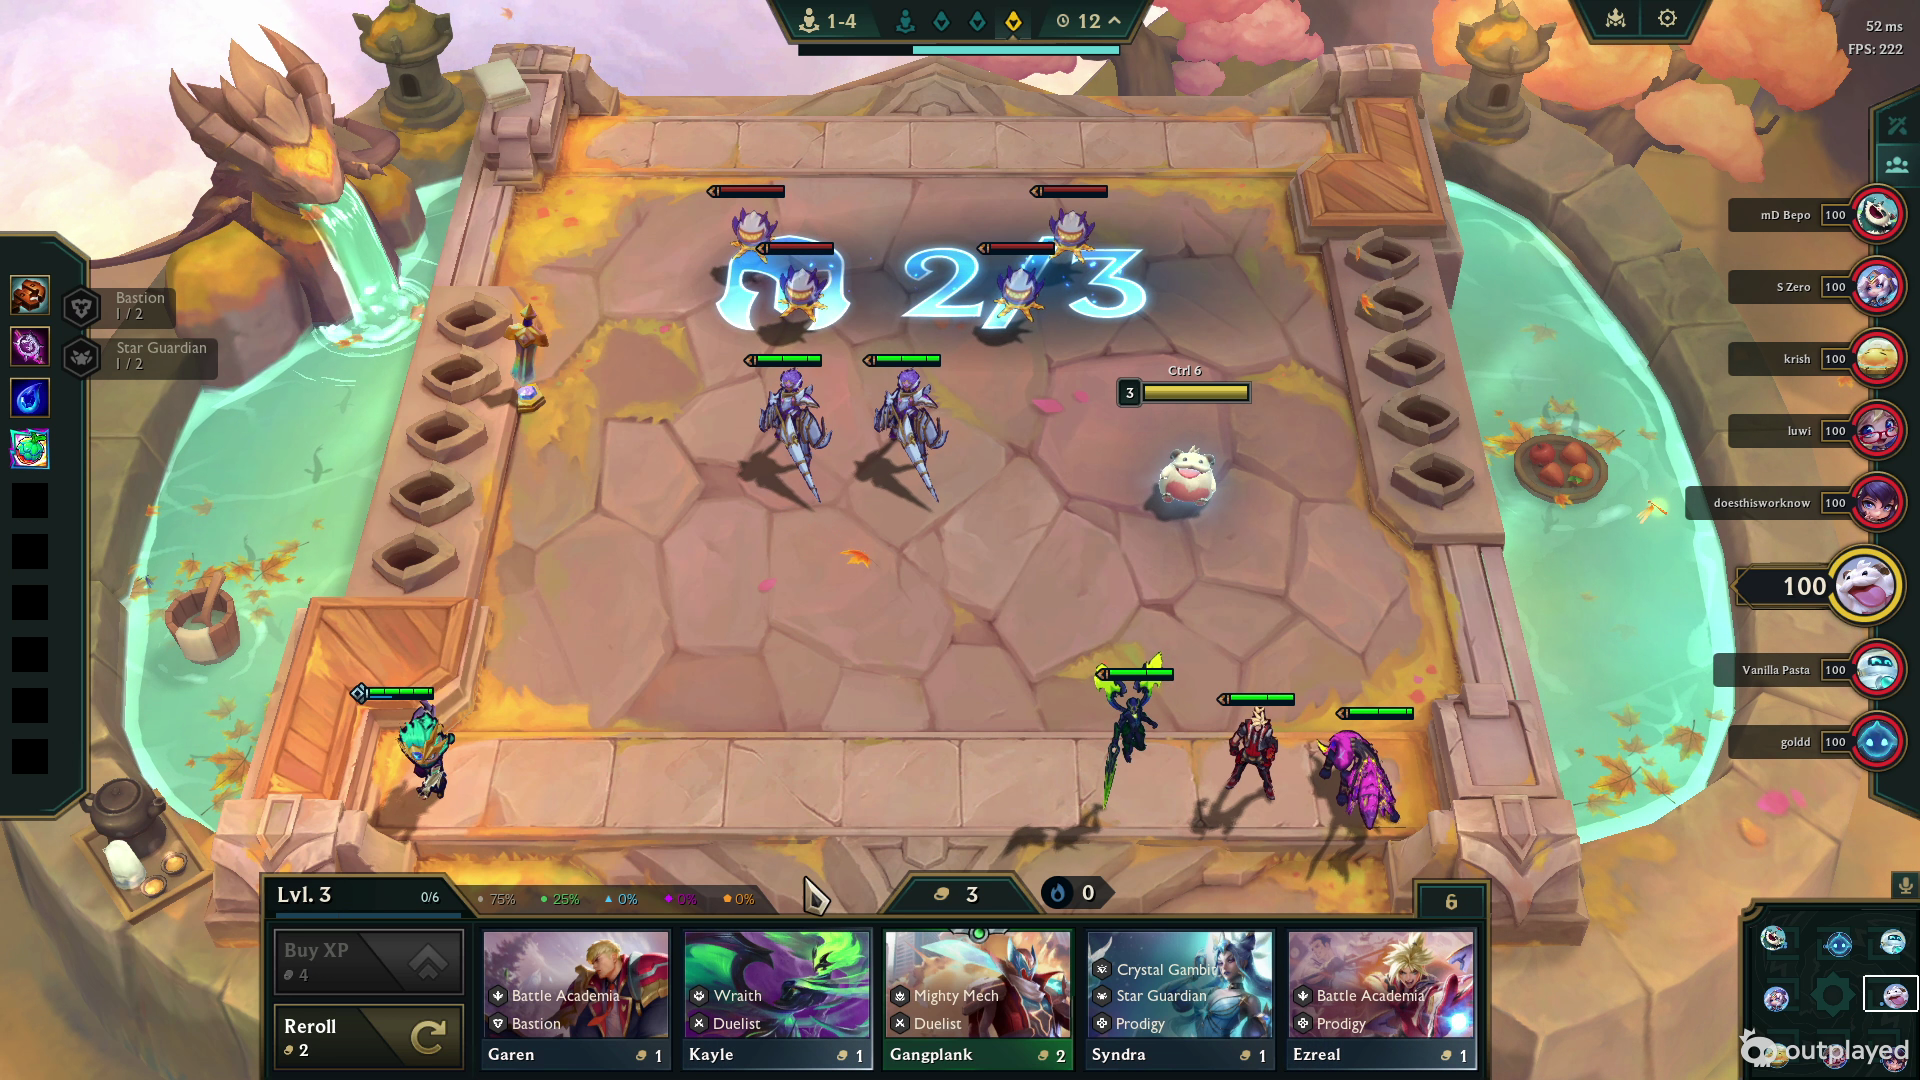 1-4
12
52 ms
FPS: 222
Bastion
1 / 2
Star Guardian
1 / 2
2/3
Ctrl 6
3
mD Bepo 100
S Zero 100
krish 100
luwi 100
doesthisworknow 100
100
Vanilla Pasta 100
goldd 100
Lvl. 3 0/6
75% 25% 0% 0% 0%
3
0
6
Buy XP
4
Reroll
2
Battle Academia
Bastion
Garen 1
Wraith
Duelist
Kayle 1
Mighty Mech
Duelist
Gangplank 2
Crystal Gambit
Star Guardian
Prodigy
Syndra 1
Battle Academia
Prodigy
Ezreal 1
outplayed